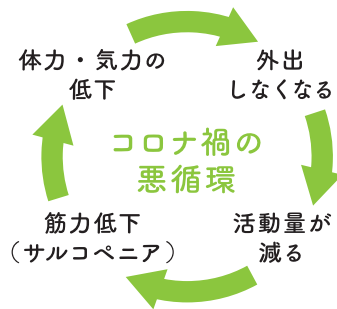 体力・気力の
低下
外出
しなくなる
コロナ禍の
悪循環
筋力低下
（サルコペニア）
活動量が
減る